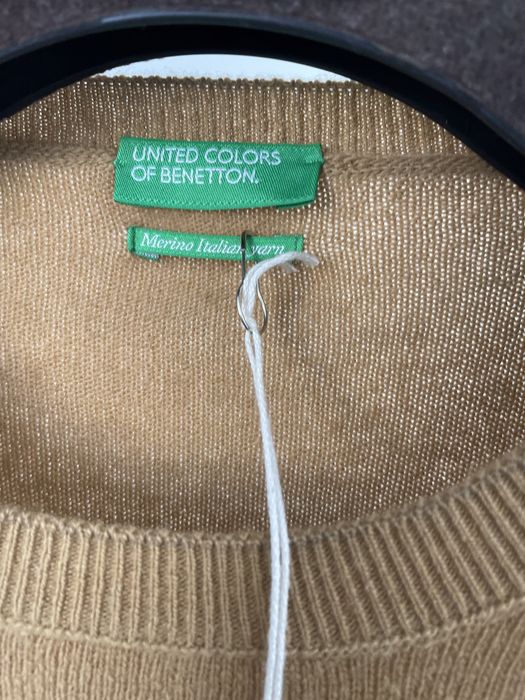 UNITED COLORS
OF BENETTON.
Merino Italian yarn